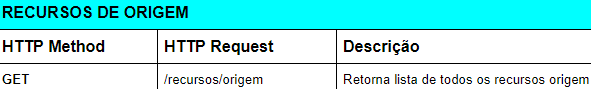 RECURSOS DE ORIGEM
HTTP Method HTTP Request Descrição
GET /recursos/origem Retorna lista de todos os recursos origem